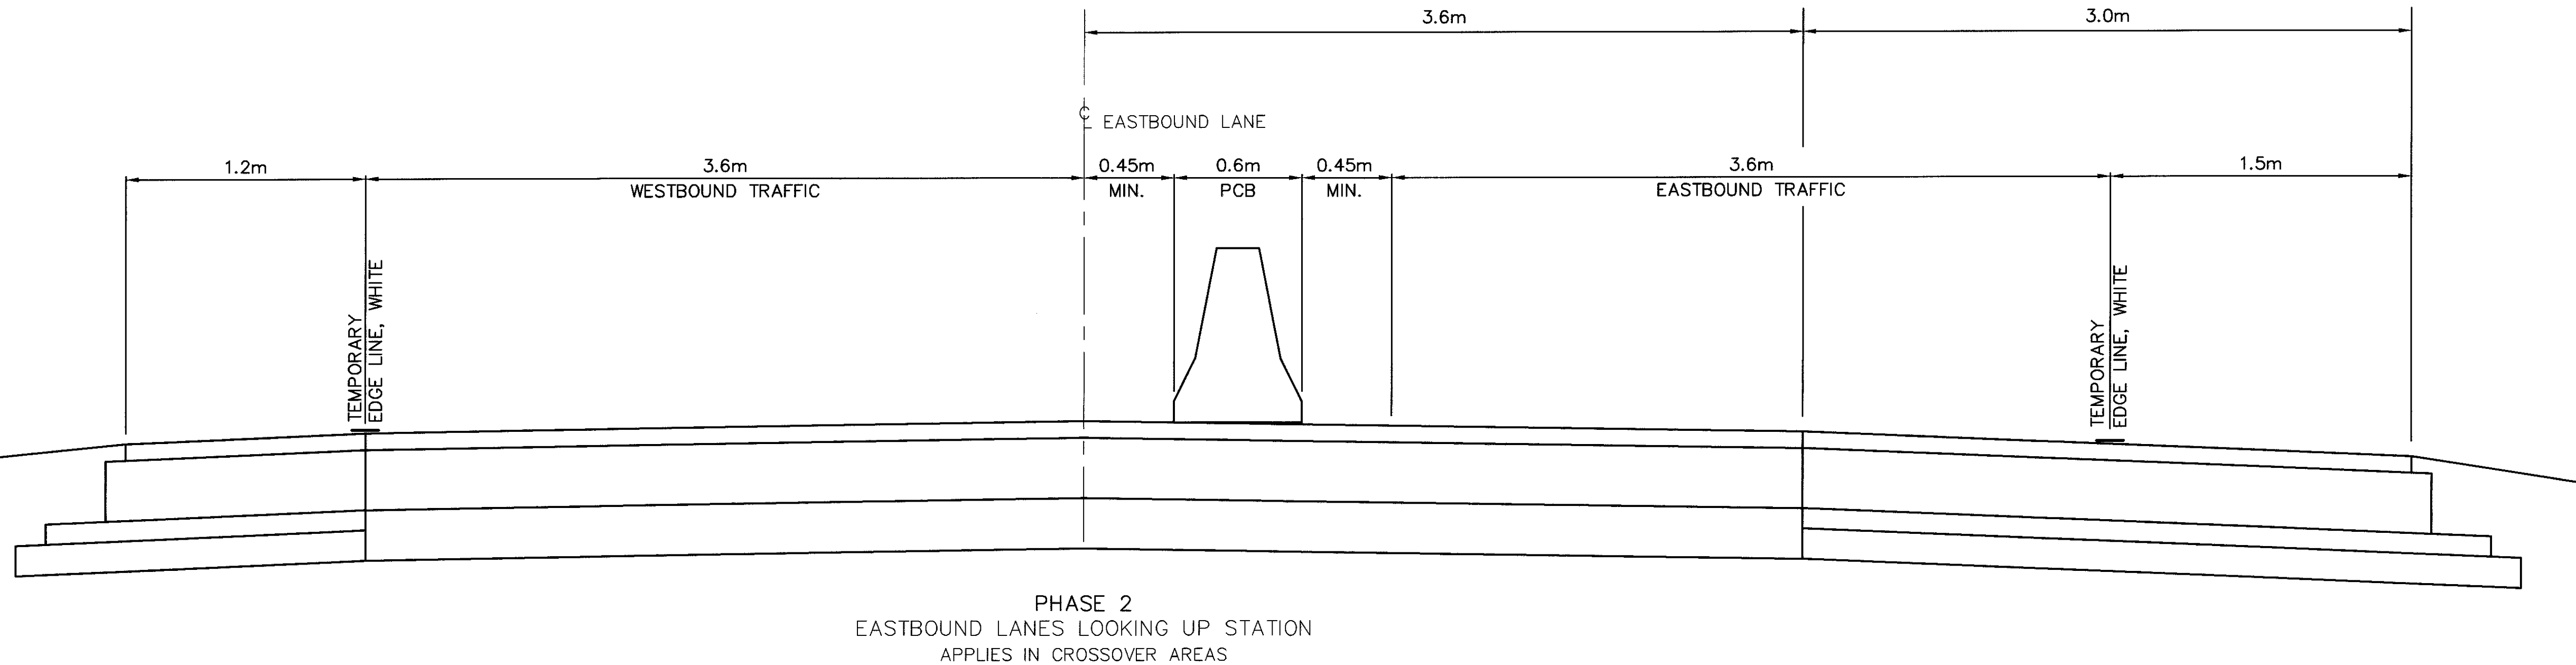 3.6m
3.0m
℄ EASTBOUND LANE
1.2m
3.6m
WESTBOUND TRAFFIC
0.45m
MIN.
0.6m
PCB
0.45m
MIN.
3.6m
EASTBOUND TRAFFIC
1.5m
TEMPORARY
EDGE LINE, WHITE
TEMPORARY
EDGE LINE, WHITE
PHASE 2
EASTBOUND LANES LOOKING UP STATION
APPLIES IN CROSSOVER AREAS